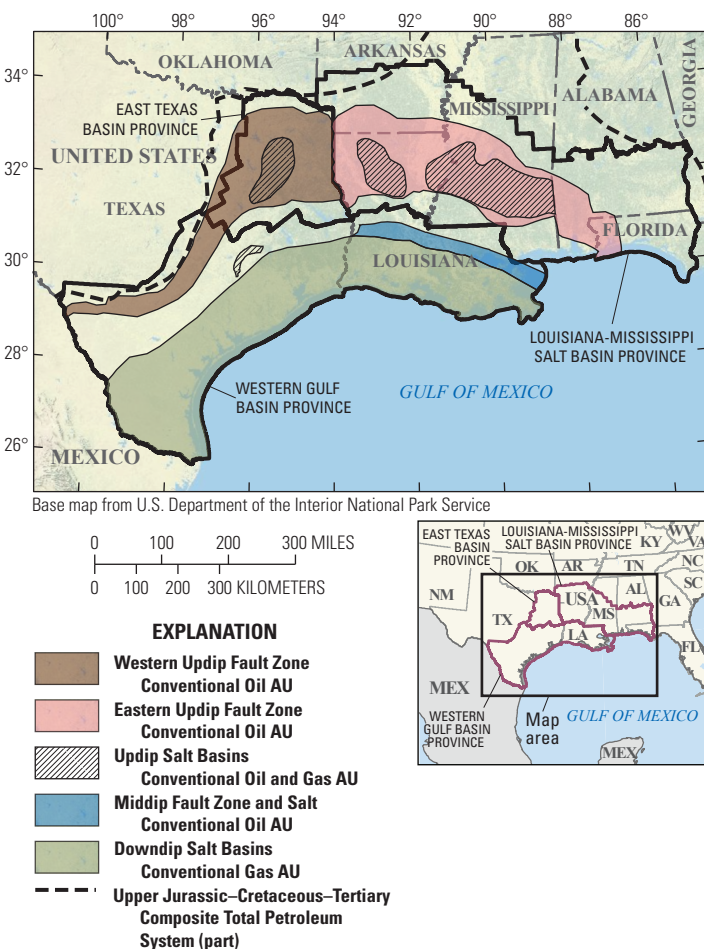 100°
98°
96°
94°
92°
90°
88°
86°
34°
32°
30°
28°
26°
OKLAHOMA
ARKANSAS
MISSISSIPPI
ALABAMA
GEORGIA
EAST TEXAS
BASIN PROVINCE
UNITED STATES
TEXAS
LOUISIANA
FLORIDA
LOUISIANA-MISSISSIPPI
SALT BASIN PROVINCE
WESTERN GULF
BASIN PROVINCE
GULF OF MEXICO
MEXICO
Base map from U.S. Department of the Interior National Park Service
0 100 200 300 MILES
0 100 200 300 KILOMETERS
EXPLANATION
Western Updip Fault Zone
Conventional Oil AU
Eastern Updip Fault Zone
Conventional Oil AU
Updip Salt Basins
Conventional Oil and Gas AU
Middip Fault Zone and Salt
Conventional Oil AU
Downdip Salt Basins
Conventional Gas AU
Upper Jurassic–Cretaceous–Tertiary
Composite Total Petroleum
System (part)
EAST TEXAS
BASIN
PROVINCE
LOUISIANA-MISSISSIPPI
SALT BASIN PROVINCE
KY
WV
VA
OK
AR
TN
NC
SC
NM
TX
USA
MS
AL
GA
LA
FL
MEX
WESTERN
GULF BASIN
PROVINCE
Map
area
GULF OF MEXICO
MEX